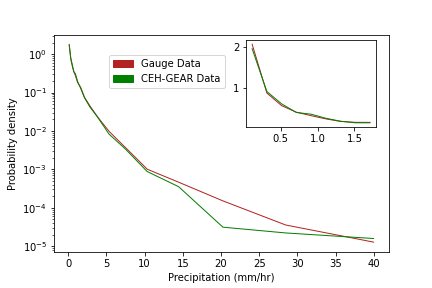 Gauge Data
CEH-GEAR Data
2
1
0.5 1.0 1.5
Probability density
10⁰
10⁻¹
10⁻²
10⁻³
10⁻⁴
10⁻⁵
0 5 10 15 20 25 30 35 40
Precipitation (mm/hr)